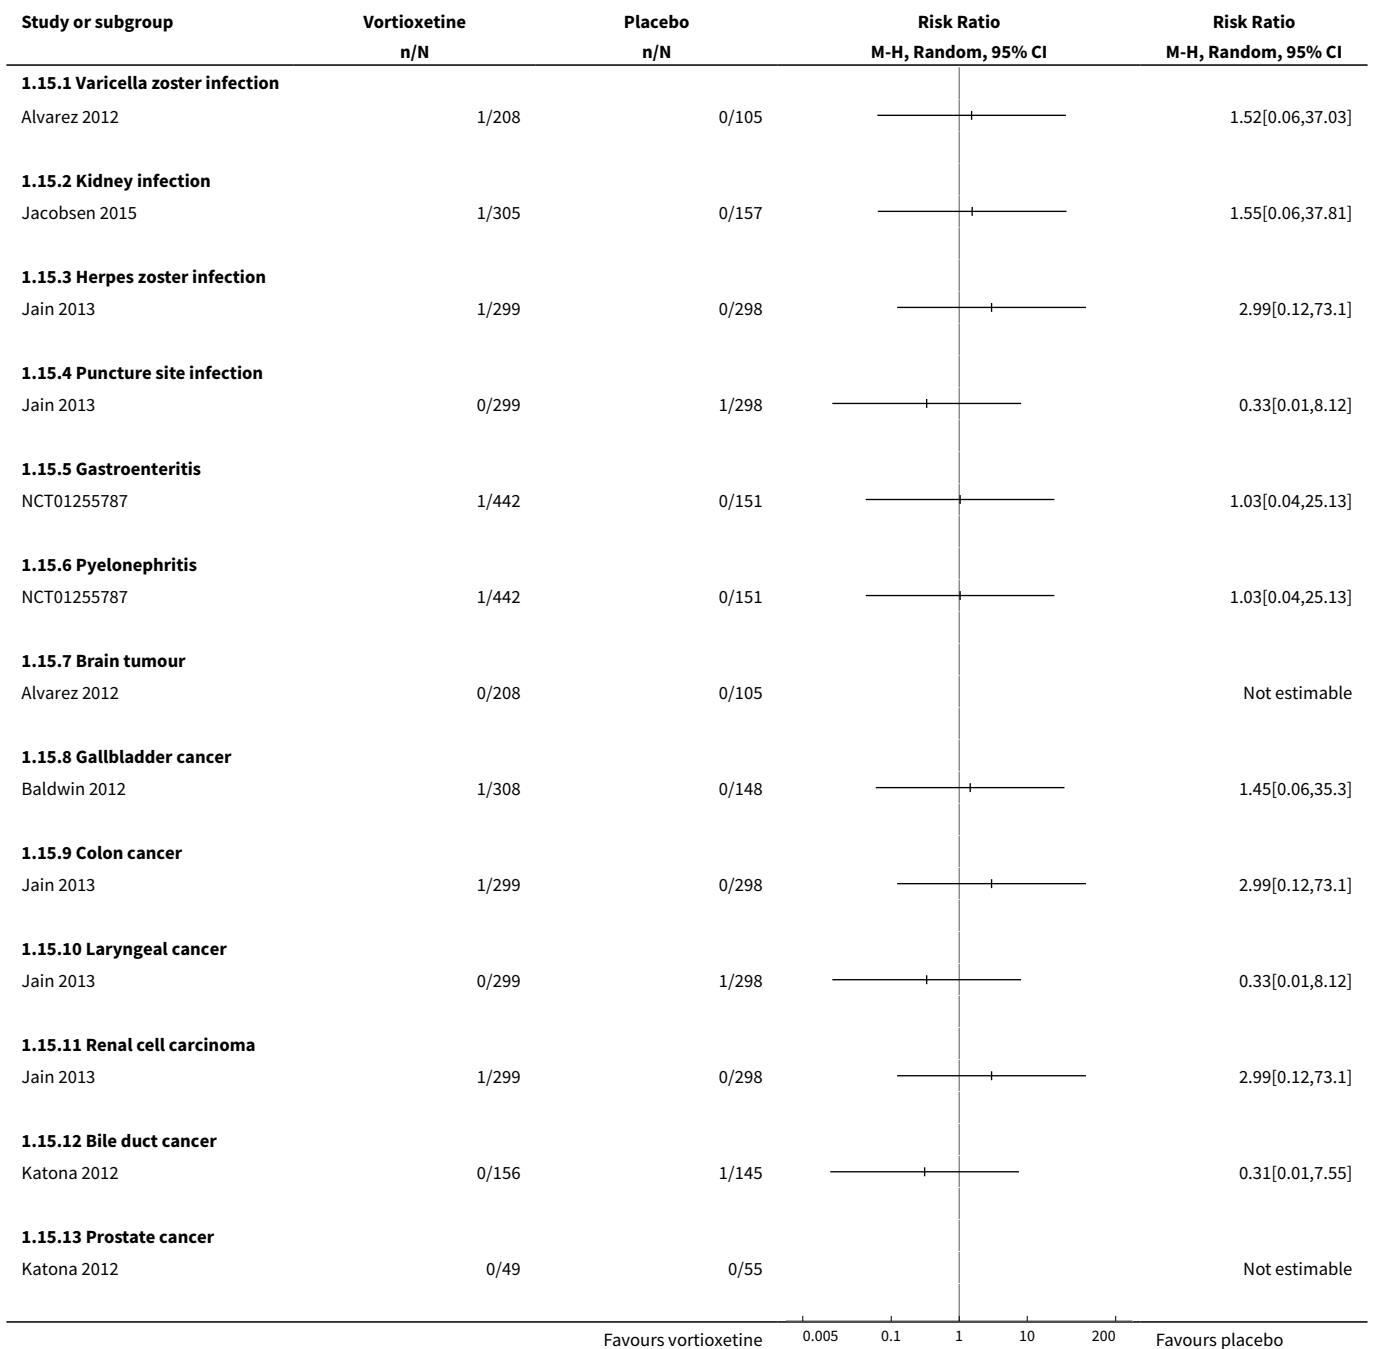 Study or subgroup Vortioxetine Placebo Risk Ratio Risk Ratio
n/N n/N M-H, Random, 95% CI M-H, Random, 95% CI
1.15.1 Varicella zoster infection
Alvarez 2012 1/208 0/105 1.52[0.06,37.03]
1.15.2 Kidney infection
Jacobsen 2015 1/305 0/157 1.55[0.06,37.81]
1.15.3 Herpes zoster infection
Jain 2013 1/299 0/298 2.99[0.12,73.1]
1.15.4 Puncture site infection
Jain 2013 0/299 1/298 0.33[0.01,8.12]
1.15.5 Gastroenteritis
NCT01255787 1/442 0/151 1.03[0.04,25.13]
1.15.6 Pyelonephritis
NCT01255787 1/442 0/151 1.03[0.04,25.13]
1.15.7 Brain tumour
Alvarez 2012 0/208 0/105 Not estimable
1.15.8 Gallbladder cancer
Baldwin 2012 1/308 0/148 1.45[0.06,35.3]
1.15.9 Colon cancer
Jain 2013 1/299 0/298 2.99[0.12,73.1]
1.15.10 Laryngeal cancer
Jain 2013 0/299 1/298 0.33[0.01,8.12]
1.15.11 Renal cell carcinoma
Jain 2013 1/299 0/298 2.99[0.12,73.1]
1.15.12 Bile duct cancer
Katona 2012 0/156 1/145 0.31[0.01,7.55]
1.15.13 Prostate cancer
Katona 2012 0/49 0/55 Not estimable
Favours vortioxetine 0.005 0.1 1 10 200 Favours placebo